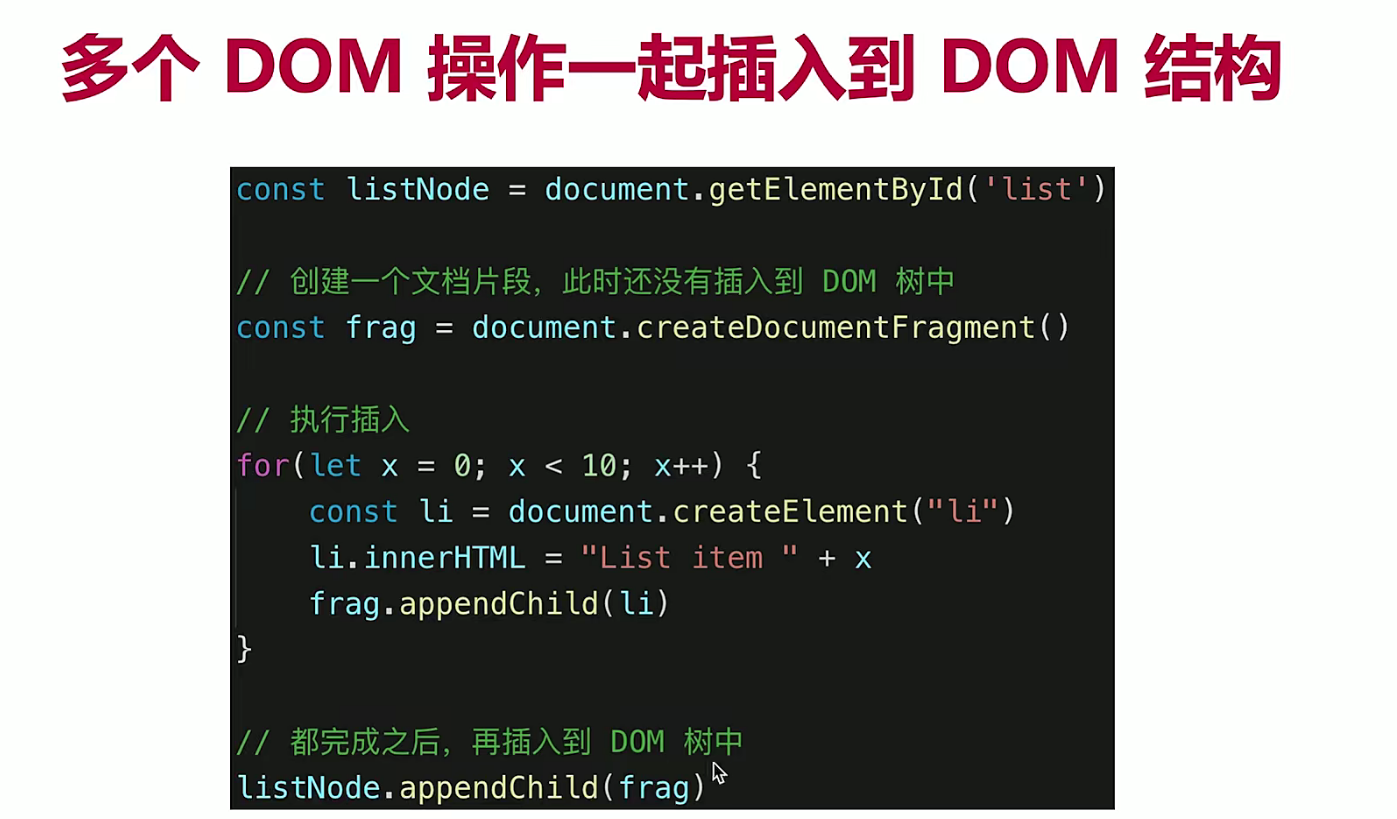 多个 DOM 操作一起插入到 DOM 结构
const listNode = document.getElementById('list')
// 创建一个文档片段，此时还没有插入到 DOM 树中
const frag = document.createDocumentFragment()
// 执行插入
for(let x = 0; x < 10; x++) {
    const li = document.createElement("li")
    li.innerHTML = "List item " + x
    frag.appendChild(li)
}
// 都完成之后，再插入到 DOM 树中
listNode.appendChild(frag)